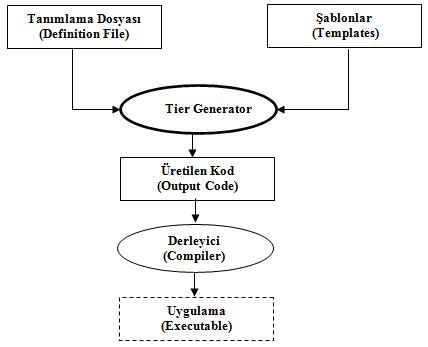 Tanımlama Dosyası
(Definition File)
Şablonlar
(Templates)
Tier Generator
Üretilen Kod
(Output Code)
Derleyici
(Compiler)
Uygulama
(Executable)